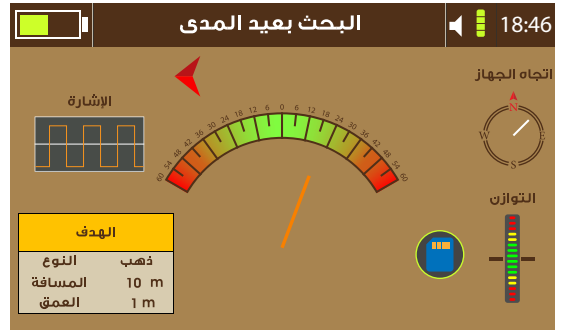 البحث بعيد المدى
18:46
اتجاه الجهاز
N
W E
S
الإشارة
60 54 48 42 36 30 24 18 12 6 0 6 12 18 24 30 36 42 48 54 60
التوازن
الهدف
النوع ذهب
المسافة 10 m
العمق 1 m